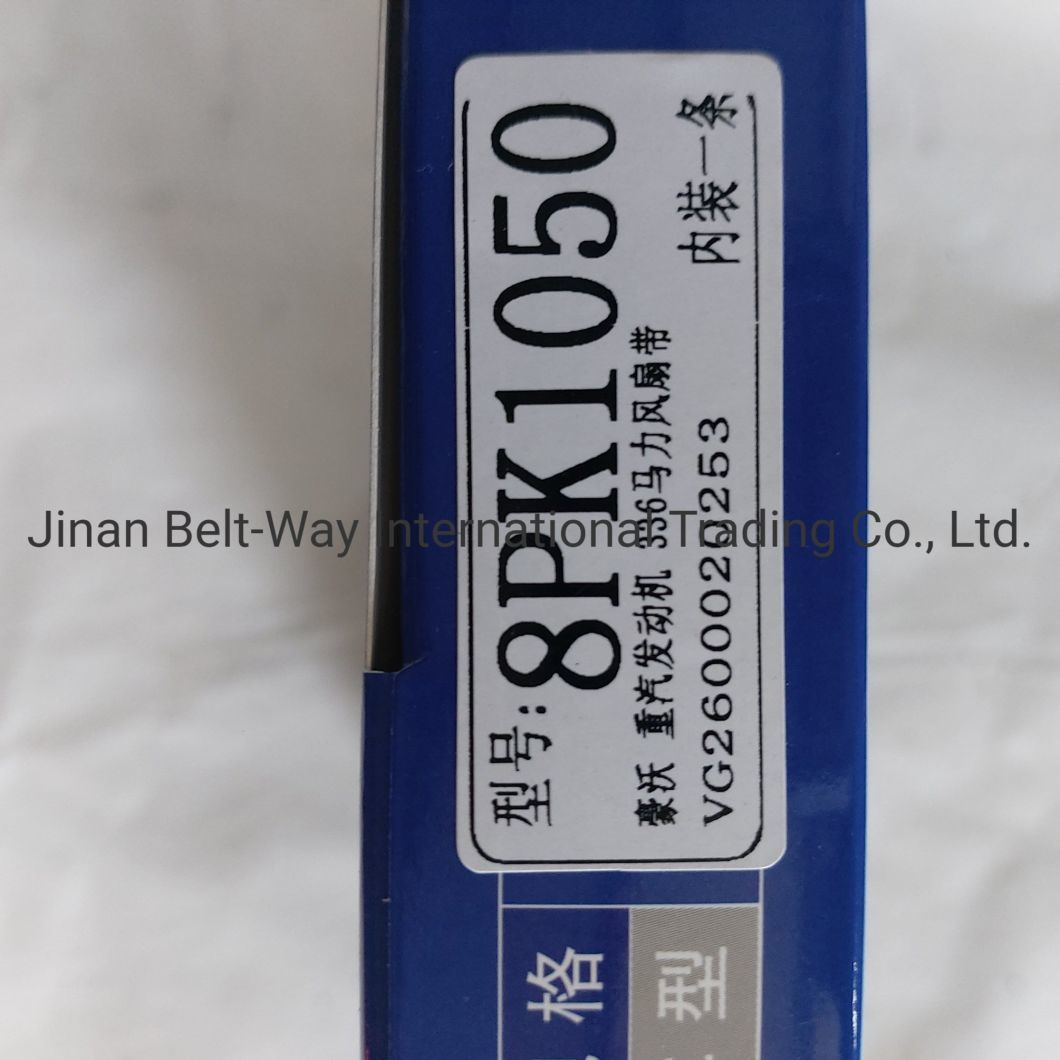 型号:8PK1050
豪沃 重汽发动机 336马力风扇带
VG2600020253
内装一条
Jinan Belt-Way International Trading Co., Ltd.
格
型